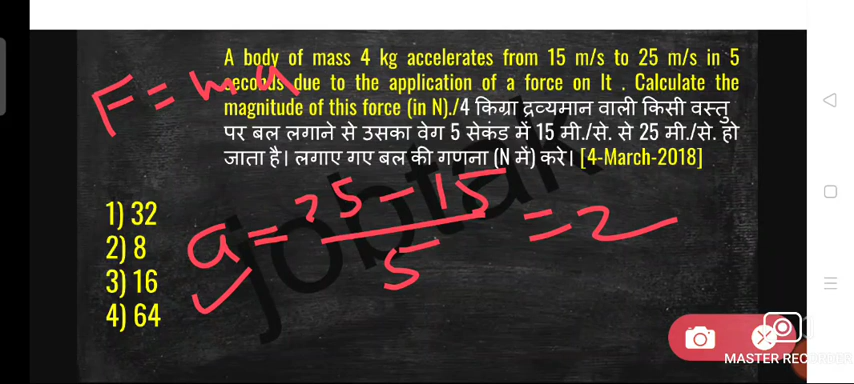 A body of mass 4 kg accelerates from 15 m/s to 25 m/s in 5
seconds due to the application of a force on It . Calculate the
magnitude of this force (in N)./4 किग्रा द्रव्यमान वाली किसी वस्तु
पर बल लगाने से उसका वेग 5 सेकंड में 15 मी./से. से 25 मी./से. हो
जाता है। लगाए गए बल की गणना (N में) करे। [4-March-2018]
F = ma
1) 32
2) 8
3) 16
4) 64
a = 25 - 15 / 5 = 2
jobtak
MASTER RECORDER